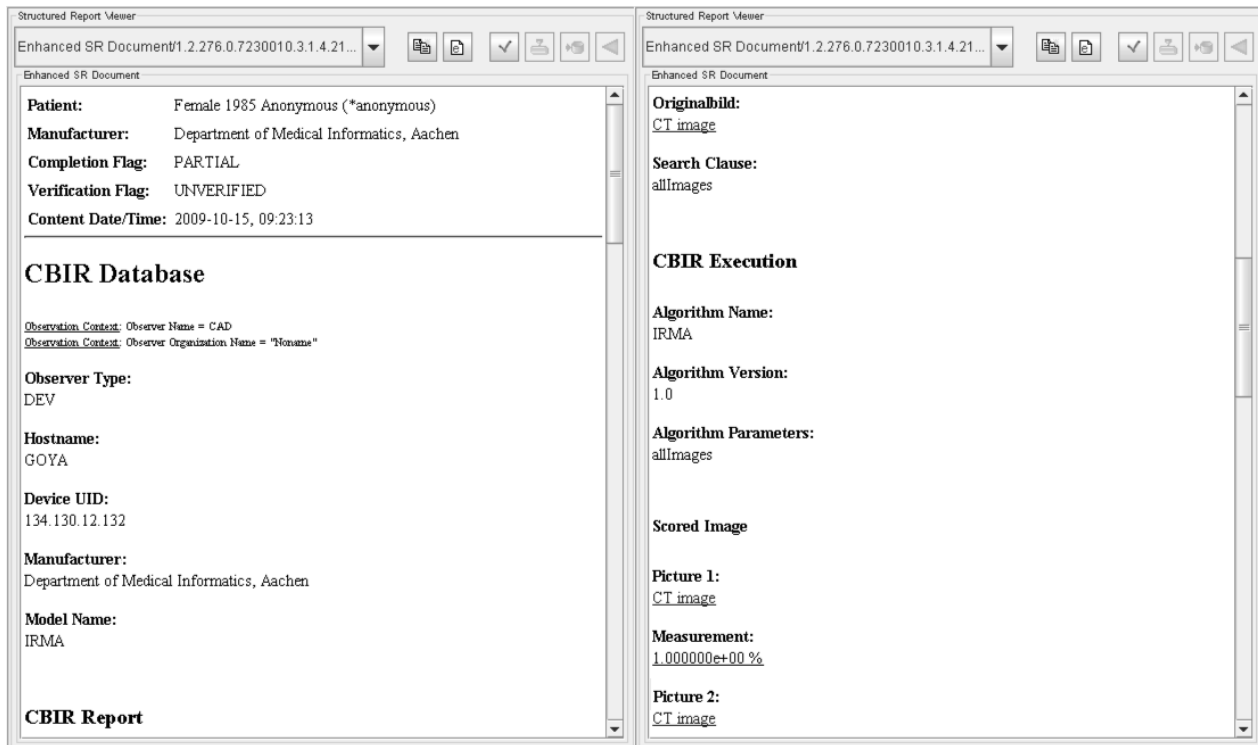 Structured Report Viewer
Enhanced SR Document/1.2.276.0.7230010.3.1.4.21...
Enhanced SR Document
Patient: Female 1985 Anonymous (*anonymous)
Manufacturer: Department of Medical Informatics, Aachen
Completion Flag: PARTIAL
Verification Flag: UNVERIFIED
Content Date/Time: 2009-10-15, 09:23:13
CBIR Database
Observation Context: Observer Name = CAD
Observation Context: Observer Organization Name = "Noname"
Observer Type:
DEV
Hostname:
GOYA
Device UID:
134.130.12.132
Manufacturer:
Department of Medical Informatics, Aachen
Model Name:
IRMA
CBIR Report
Structured Report Viewer
Enhanced SR Document/1.2.276.0.7230010.3.1.4.21...
Enhanced SR Document
Originalbild:
CT image
Search Clause:
allImages
CBIR Execution
Algorithm Name:
IRMA
Algorithm Version:
1.0
Algorithm Parameters:
allImages
Scored Image
Picture 1:
CT image
Measurement:
1.000000e+00 %
Picture 2:
CT image